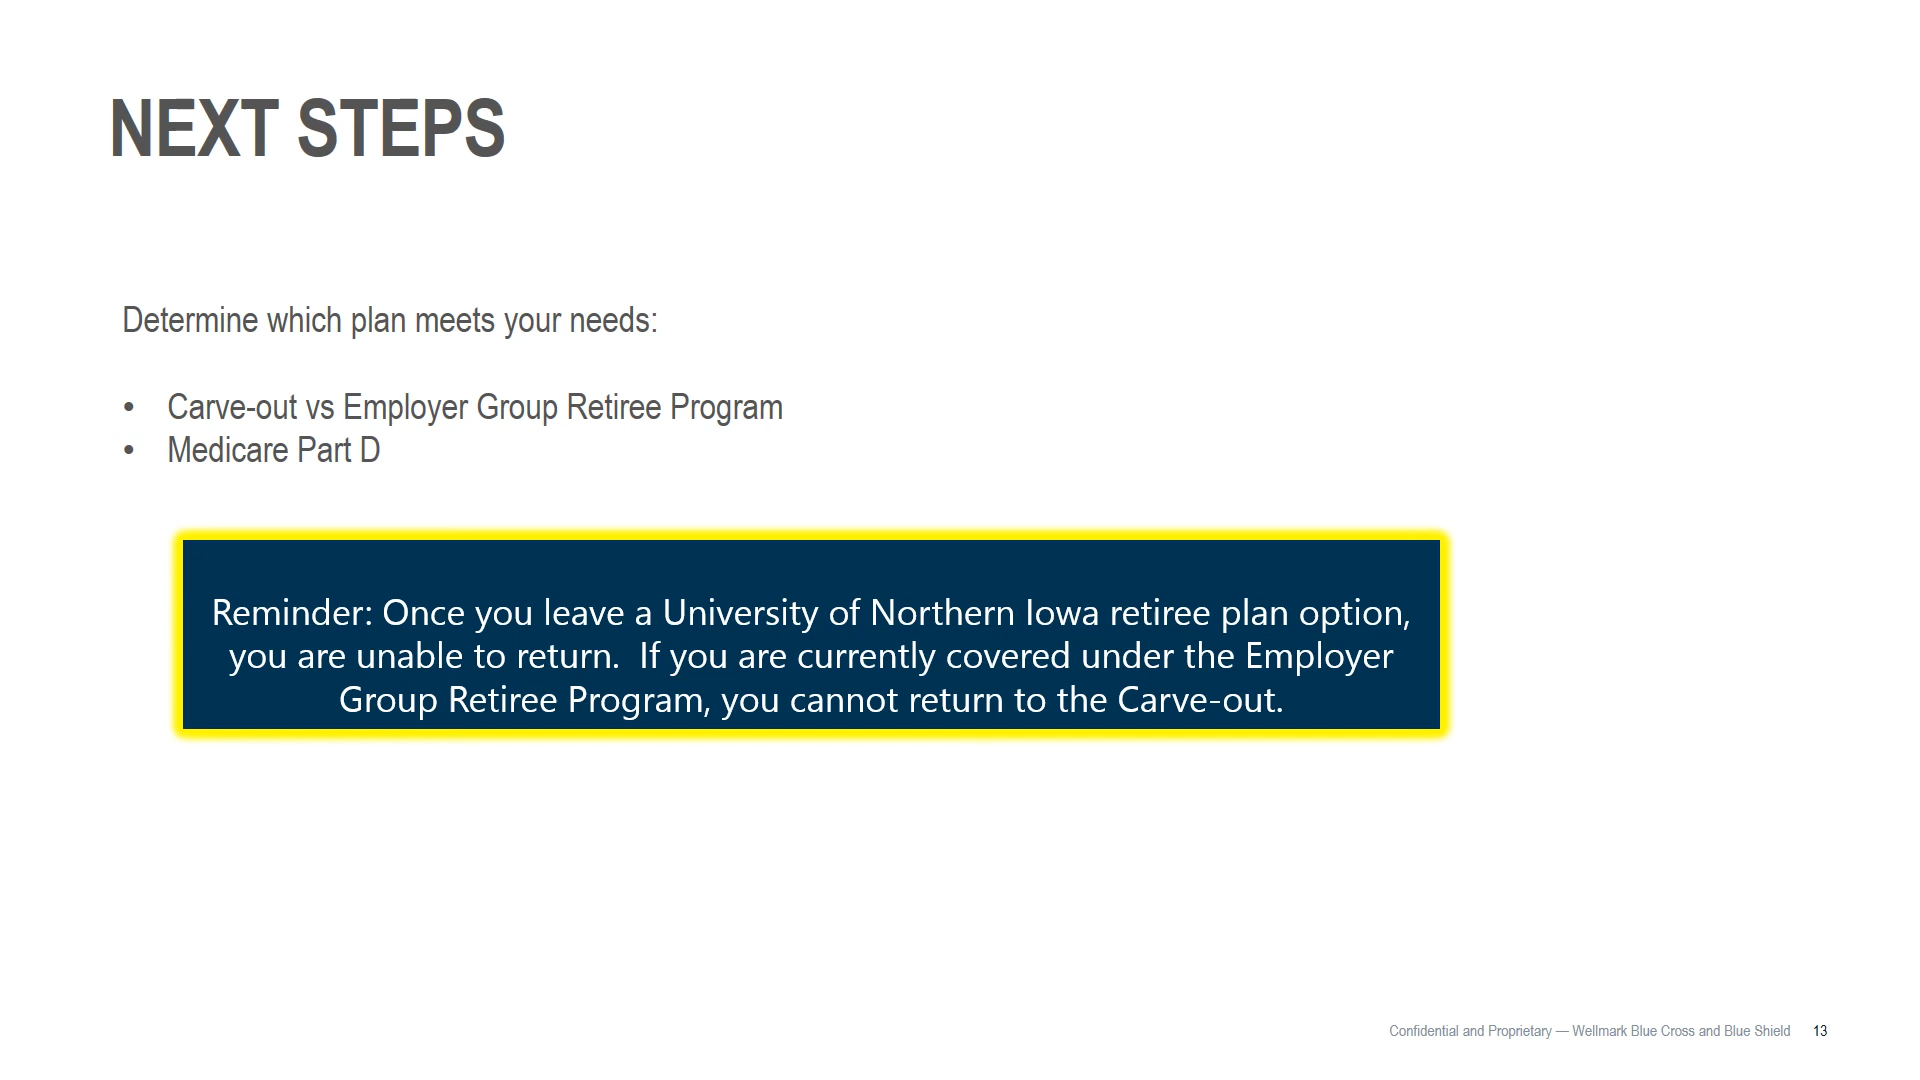 NEXT STEPS
Determine which plan meets your needs:
• Carve-out vs Employer Group Retiree Program
• Medicare Part D
Reminder: Once you leave a University of Northern Iowa retiree plan option,
you are unable to return.  If you are currently covered under the Employer
Group Retiree Program, you cannot return to the Carve-out.
Confidential and Proprietary — Wellmark Blue Cross and Blue Shield 13